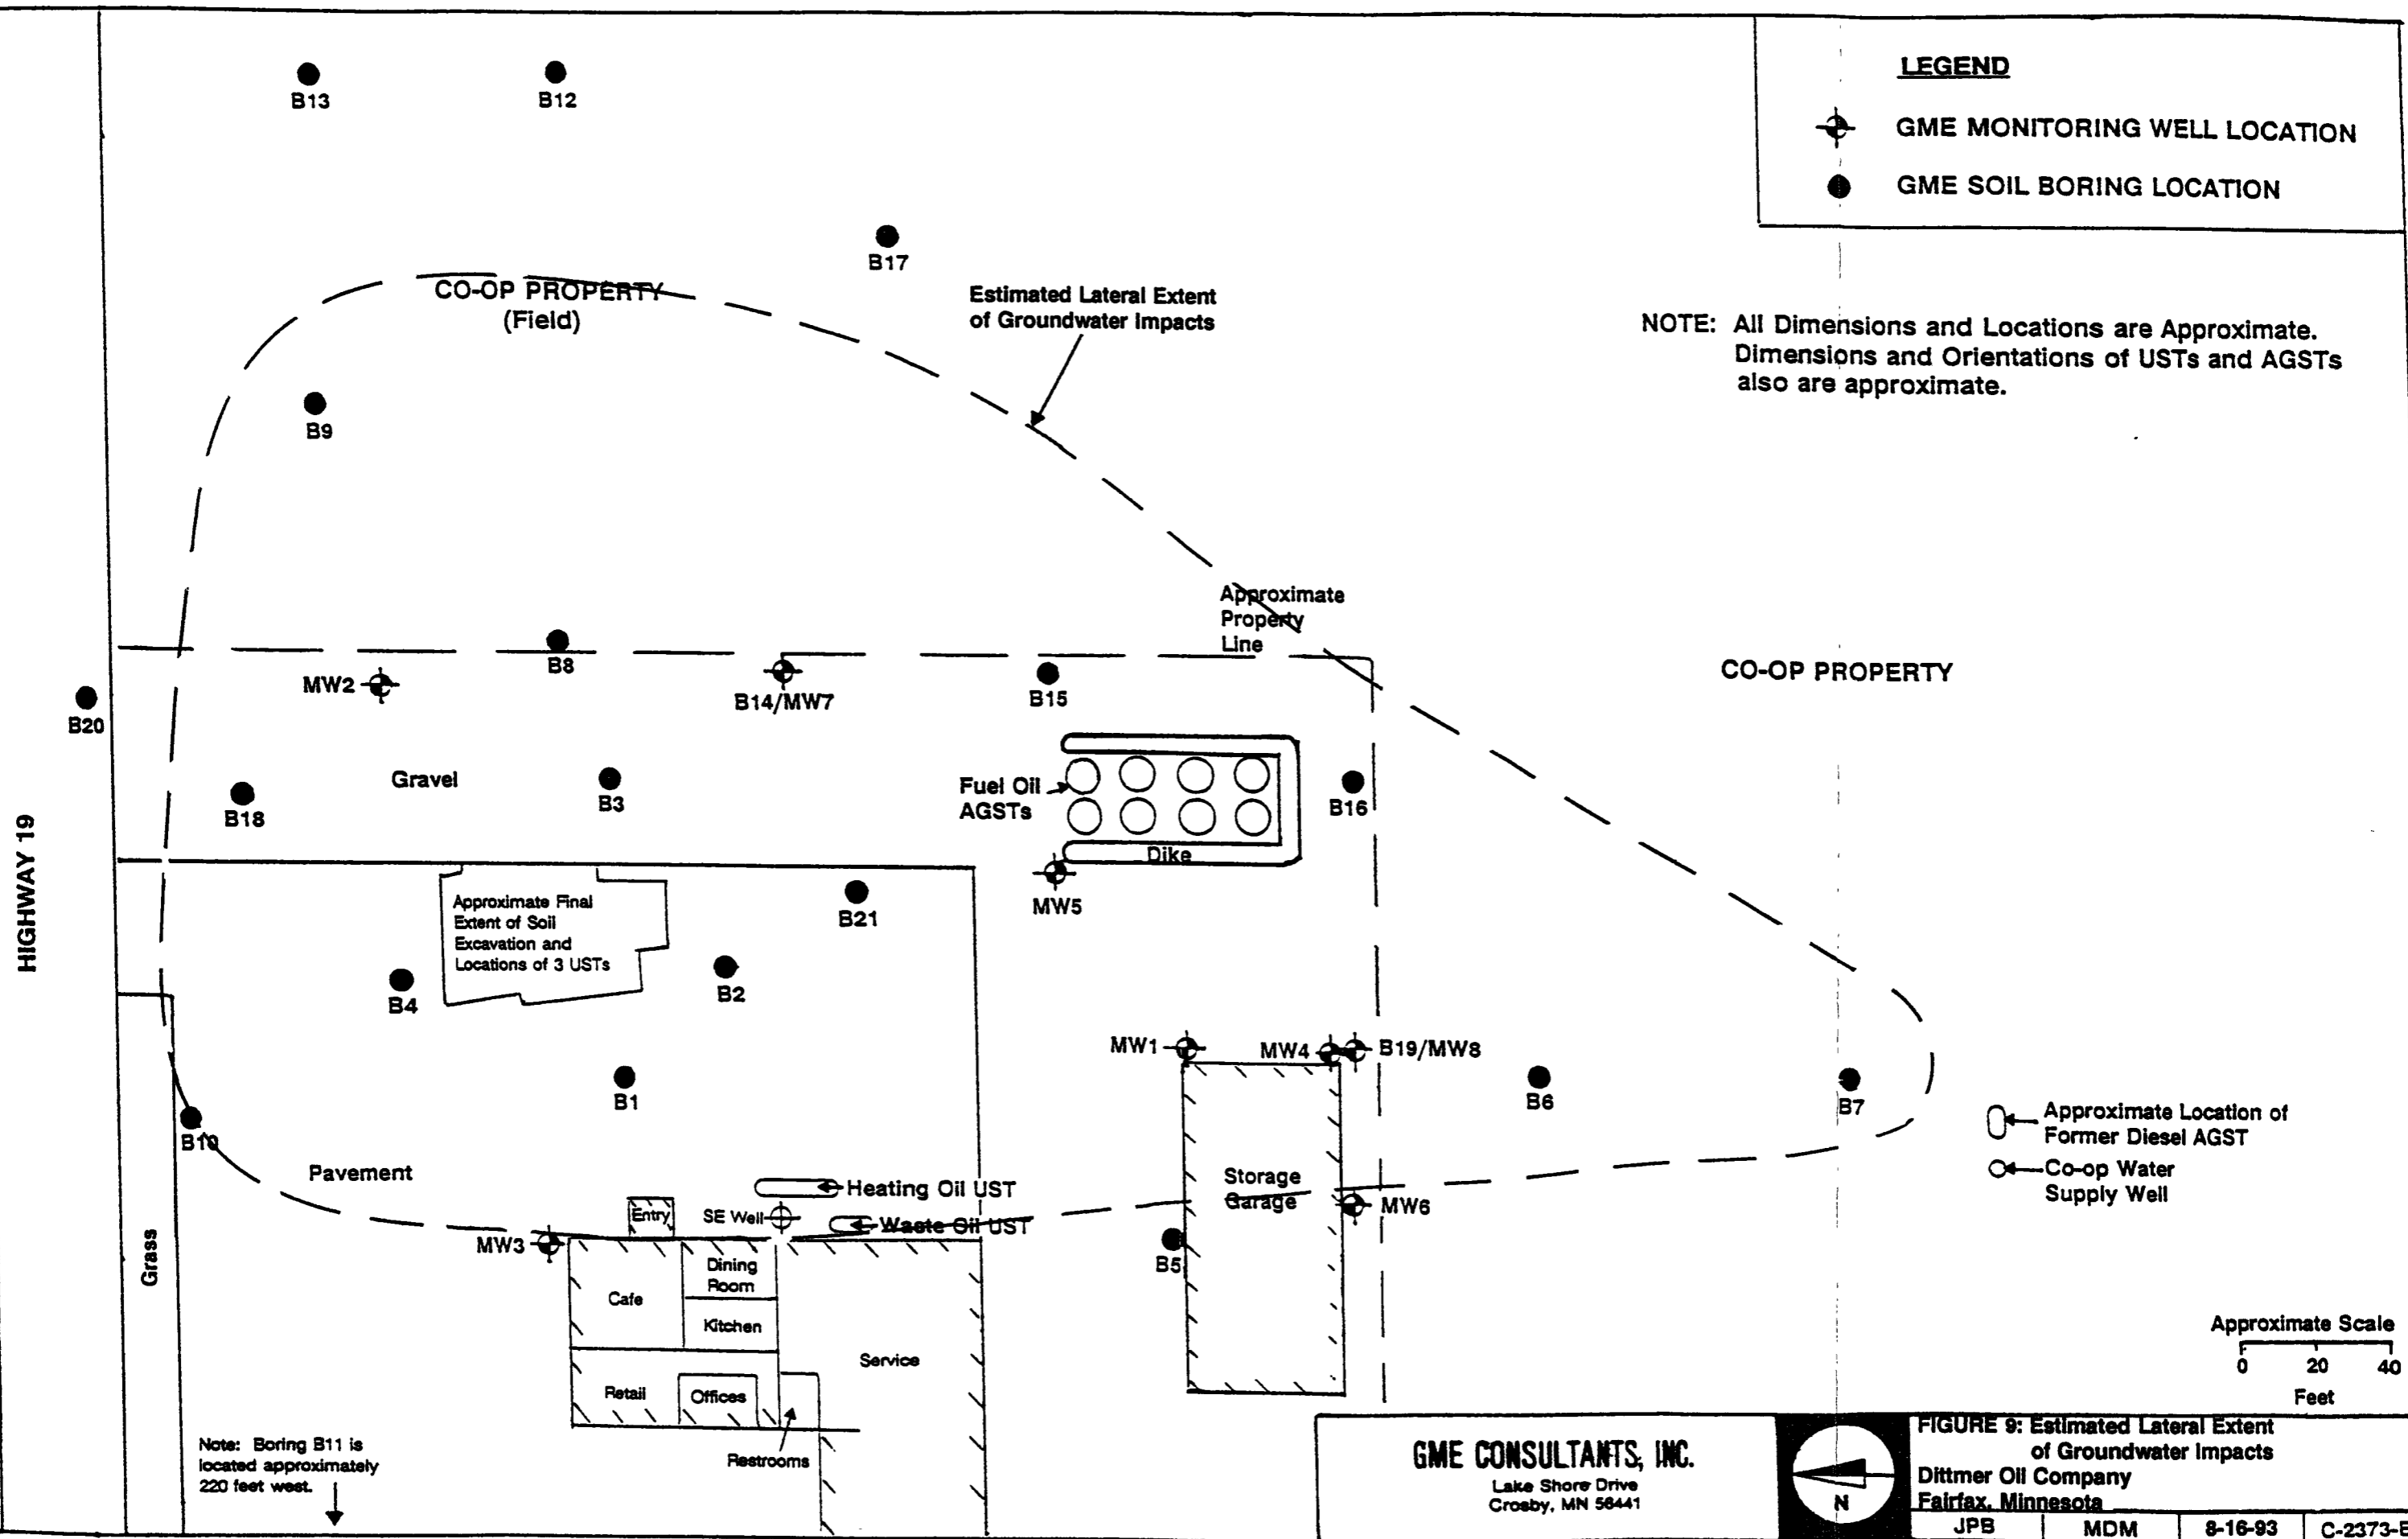 LEGEND
GME MONITORING WELL LOCATION
GME SOIL BORING LOCATION
B13
B12
B17
CO-OP PROPERTY
(Field)
Estimated Lateral Extent
of Groundwater Impacts
NOTE: All Dimensions and Locations are Approximate.
Dimensions and Orientations of USTs and AGSTs
also are approximate.
B9
Approximate
Property
Line
B8
MW2
B14/MW7
B15
CO-OP PROPERTY
B20
Gravel
B18
B3
Fuel Oil
AGSTs
B16
Dike
MW5
HIGHWAY 19
Approximate Final
Extent of Soil
Excavation and
Locations of 3 USTs
B21
B4
B2
MW1
MW4
B19/MW8
B1
B6
B7
B10
Approximate Location of
Former Diesel AGST
Co-op Water
Supply Well
Pavement
Heating Oil UST
Entry
SE Well
Waste Oil UST
Storage
Garage
MW6
MW3
B5
Grass
Dining
Room
Cafe
Kitchen
Service
Retail
Offices
Restrooms
Approximate Scale
0 20 40
Feet
Note: Boring B11 is
located approximately
220 feet west.
GME CONSULTANTS, INC.
Lake Shore Drive
Crosby, MN 56441
N
FIGURE 9: Estimated Lateral Extent
of Groundwater Impacts
Dittmer Oil Company
Fairfax, Minnesota
JPB MDM 8-16-93